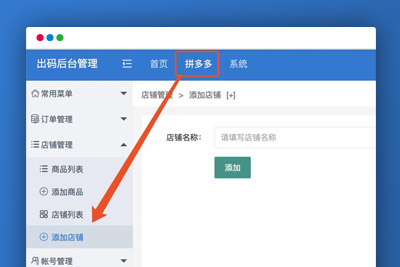 出码后台管理 首页 拼多多 系统
常用菜单
订单管理
店铺管理
商品列表
添加商品
店铺列表
添加店铺
帐号管理
店铺管理 > 添加店铺 [+]
店铺名称: 请填写店铺名称
添加